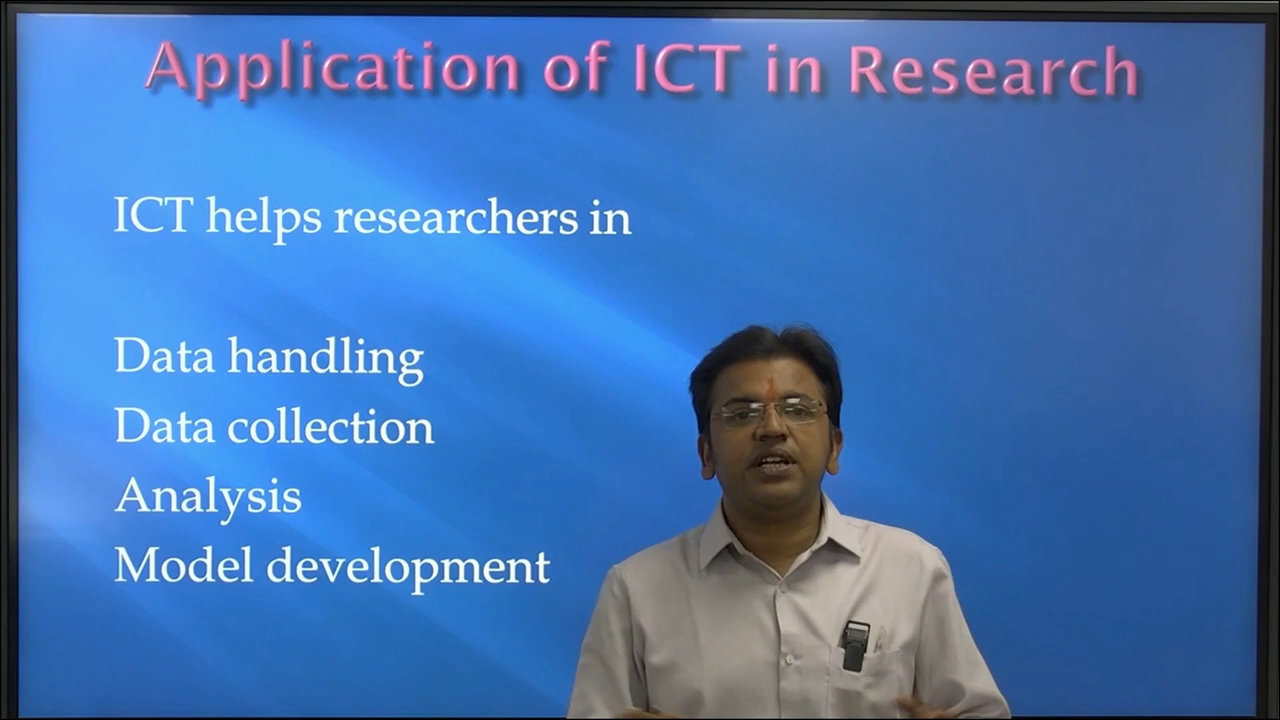 Application of ICT in Research
ICT helps researchers in
Data handling
Data collection
Analysis
Model development